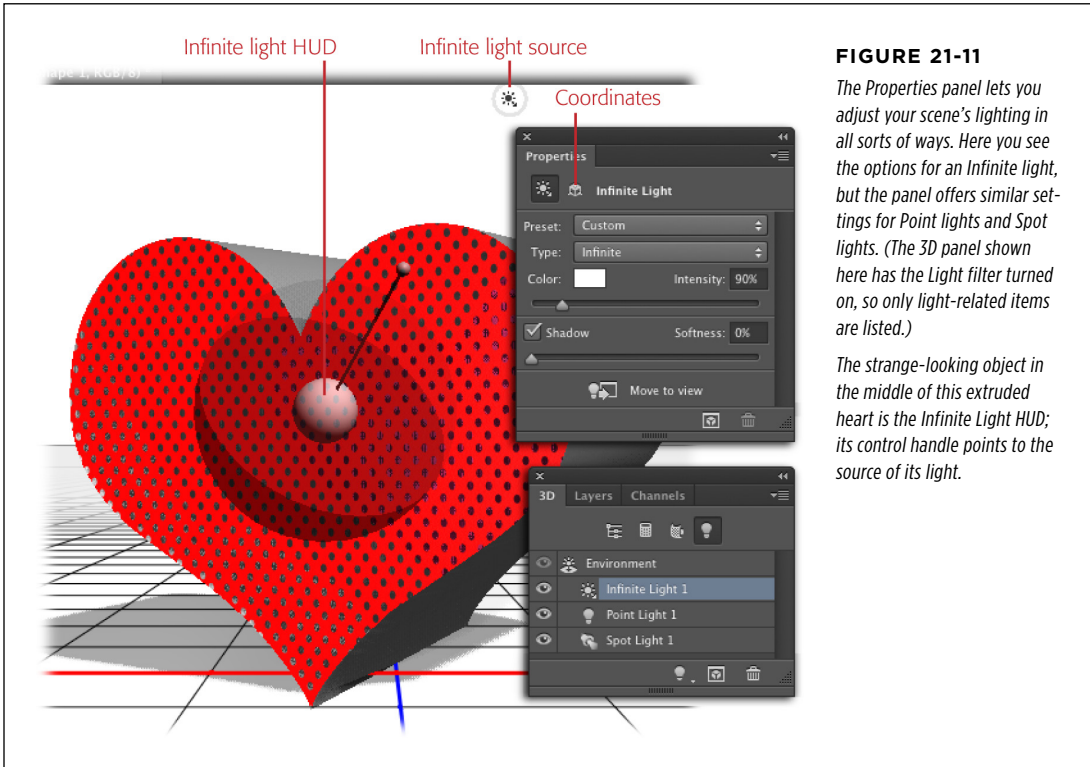 Infinite light HUD
Infinite light source
Shape 1, RGB/8)
Coordinates
Properties
Infinite Light
Preset: Custom
Type: Infinite
Color: Intensity: 90%
Shadow Softness: 0%
Move to view
3D Layers Channels
Environment
Infinite Light 1
Point Light 1
Spot Light 1
FIGURE 21-11
The Properties panel lets you
adjust your scene’s lighting in
all sorts of ways. Here you see
the options for an Infinite light,
but the panel offers similar set-
tings for Point lights and Spot
lights. (The 3D panel shown
here has the Light filter turned
on, so only light-related items
are listed.)
The strange-looking object in
the middle of this extruded
heart is the Infinite Light HUD;
its control handle points to the
source of its light.